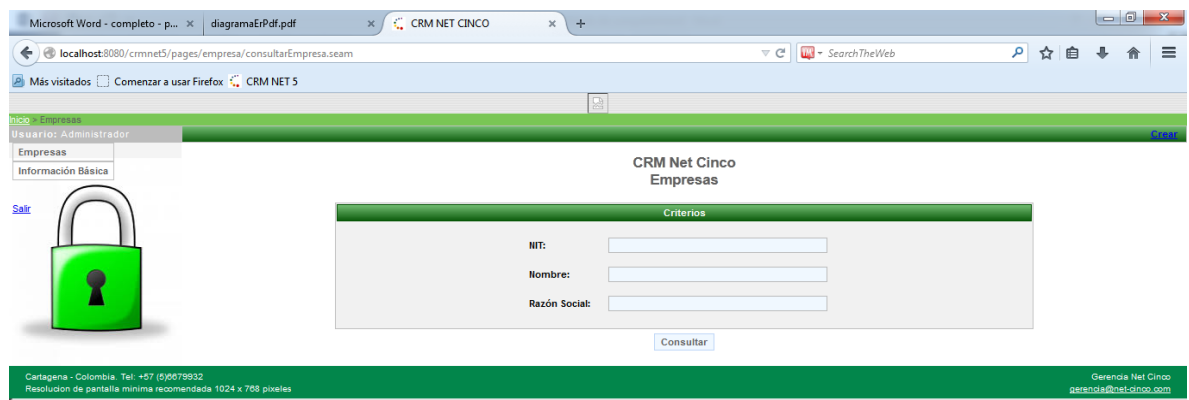 Microsoft Word - completo - p... × diagramaErPdf.pdf × CRM NET CINCO × +
localhost:8080/crmnet5/pages/empresa/consultarEmpresa.seam SearchTheWeb
Más visitados Comenzar a usar Firefox CRM NET 5
Inicio > Empresas
Usuario: Administrador Crear
Empresas
Información Básica
Salir
CRM Net Cinco
Empresas
Criterios
NIT:
Nombre:
Razón Social:
Consultar
Cartagena - Colombia. Tel: +57 (5)6679932 Gerencia Net Cinco
Resolucion de pantalla minima recomendada 1024 x 768 pixeles gerencia@net-cinco.com